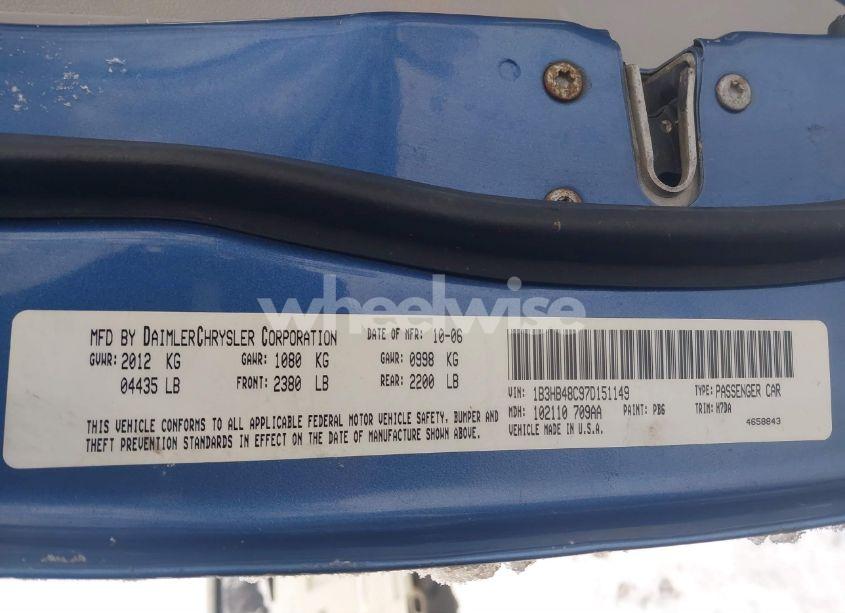 MFD BY DAIMLERCHRYSLER CORPORATION DATE OF MFR: 10-06
GVWR: 2012 KG GAWR: 1080 KG GAWR: 0998 KG
04435 LB FRONT: 2380 LB REAR: 2200 LB
THIS VEHICLE CONFORMS TO ALL APPLICABLE FEDERAL MOTOR VEHICLE SAFETY, BUMPER AND
THEFT PREVENTION STANDARDS IN EFFECT ON THE DATE OF MANUFACTURE SHOWN ABOVE.
VIN: 1B3HB48C97D151149 TYPE: PASSENGER CAR
MDH: 102110 709AA PAINT: PB6 TRIM: M7DA
VEHICLE MADE IN U.S.A. 4658843
wheelwise